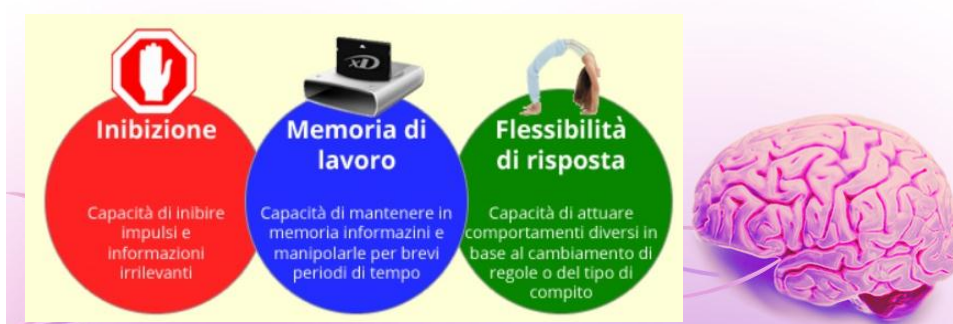 xD
Inibizione
Capacità di inibire
impulsi e
informazioni
irrilevanti
Memoria di
lavoro
Capacità di mantenere in
memoria informazini e
manipolarle per brevi
periodi di tempo
Flessibilità
di risposta
Capacità di attuare
comportamenti diversi in
base al cambiamento di
regole o del tipo di
compito